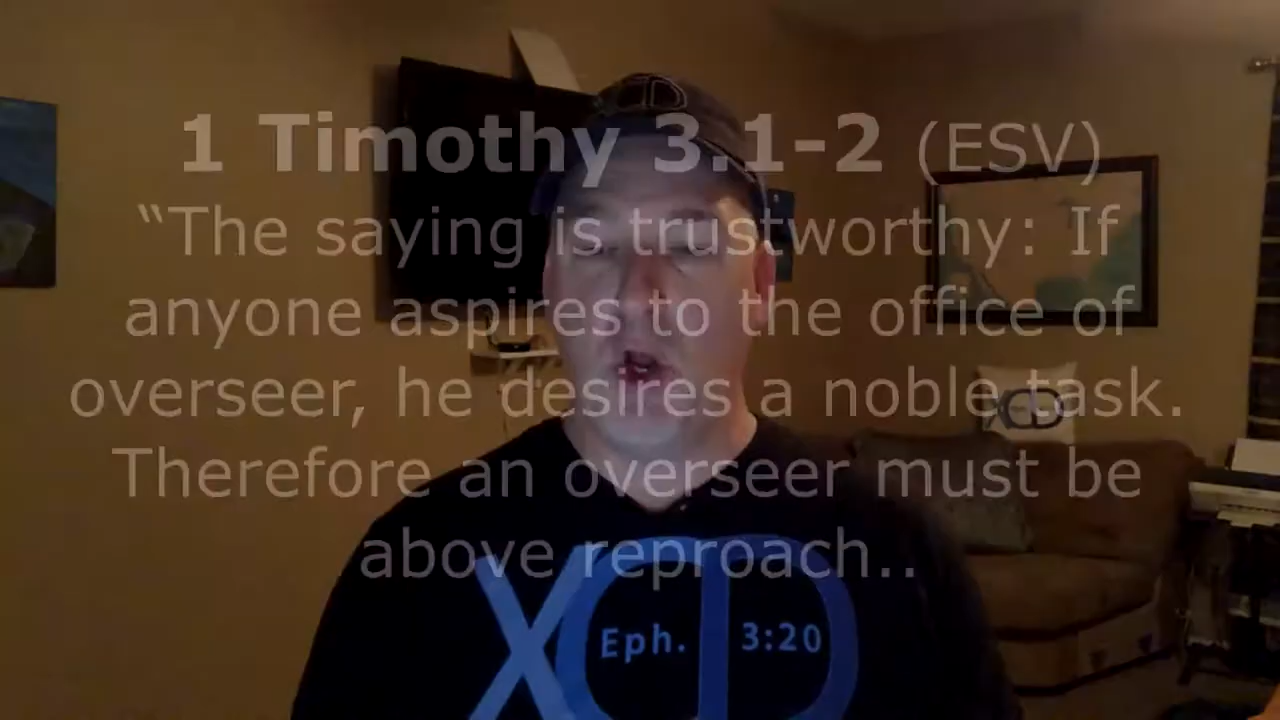 1 Timothy 3.1-2 (ESV)
“The saying is trustworthy: If
anyone aspires to the office of
overseer, he desires a noble task.
Therefore an overseer must be
above reproach..
XCD
Eph. 3:20